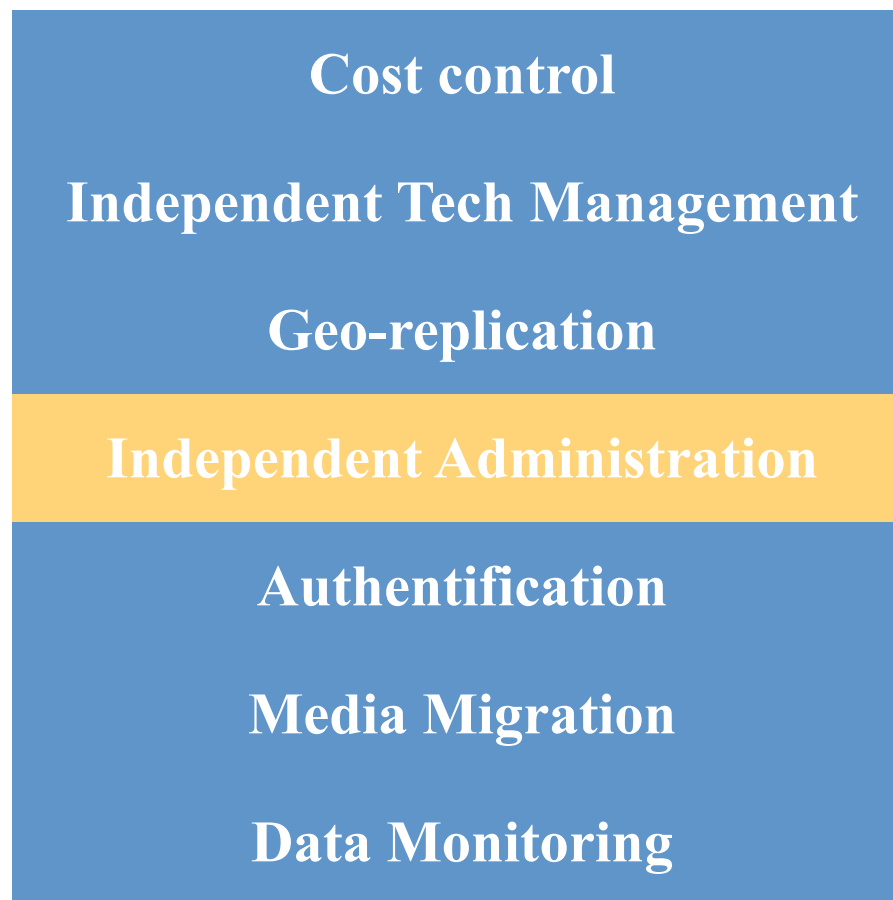 Cost control
Independent Tech Management
Geo-replication
Independent Administration
Authentification
Media Migration
Data Monitoring